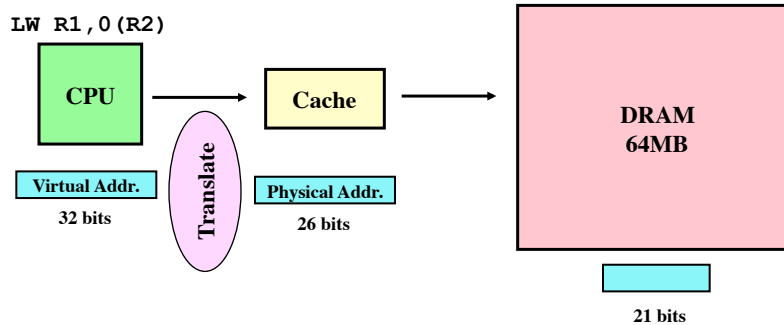 LW R1,0(R2)
CPU
Cache
DRAM
64MB
Translate
Virtual Addr.
Physical Addr.
32 bits
26 bits
21 bits